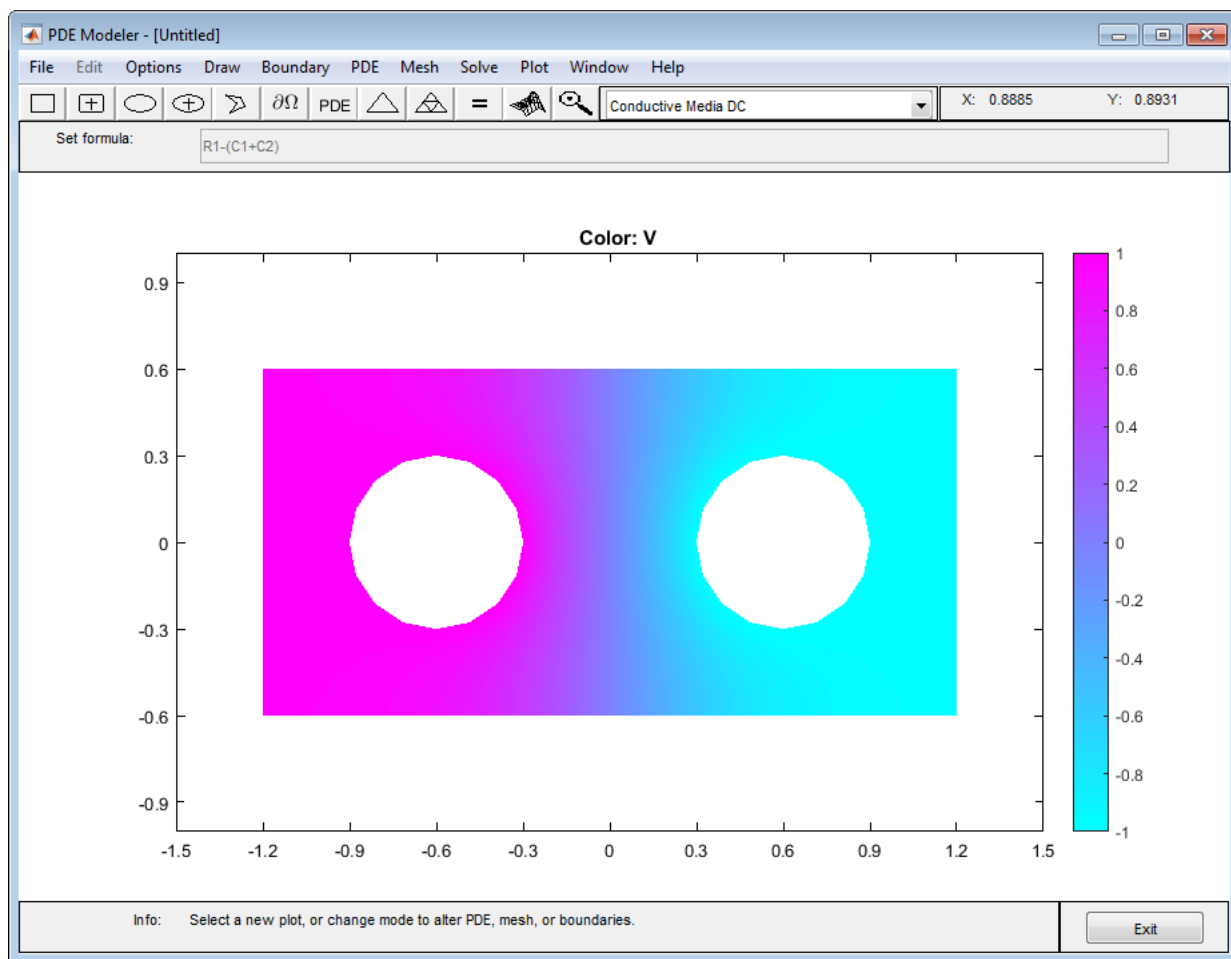 PDE Modeler - [Untitled]
File Edit Options Draw Boundary PDE Mesh Solve Plot Window Help
∂Ω PDE = Conductive Media DC X: 0.8885 Y: 0.8931
Set formula: R1-(C1+C2)
Color: V
0.9
0.6
0.3
0
-0.3
-0.6
-0.9
-1.5 -1.2 -0.9 -0.6 -0.3 0 0.3 0.6 0.9 1.2 1.5
1
0.8
0.6
0.4
0.2
0
-0.2
-0.4
-0.6
-0.8
-1
Info: Select a new plot, or change mode to alter PDE, mesh, or boundaries.
Exit